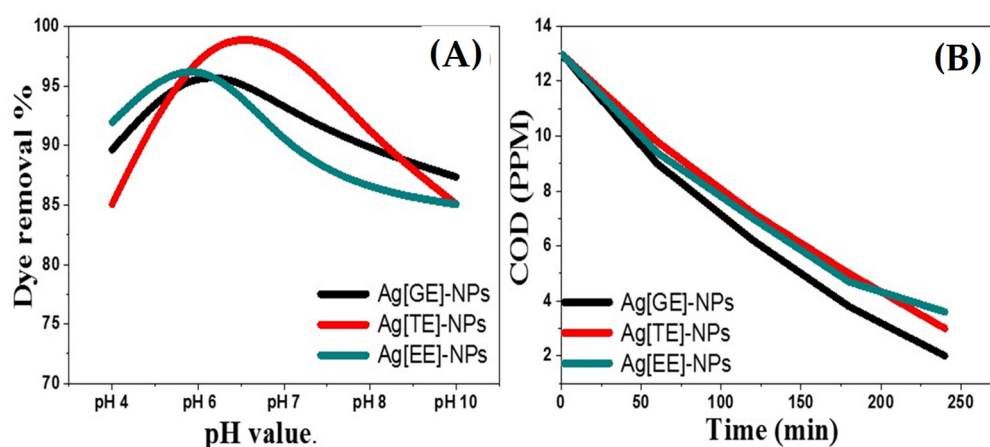 (A)
Dye removal %
100
95
90
85
80
75
70
Ag[GE]-NPs
Ag[TE]-NPs
Ag[EE]-NPs
pH 4
pH 6
pH 7
pH 8
pH 10
pH value.
(B)
COD (PPM)
14
12
10
8
6
4
2
Ag[GE]-NPs
Ag[TE]-NPs
Ag[EE]-NPs
0
50
100
150
200
250
Time (min)